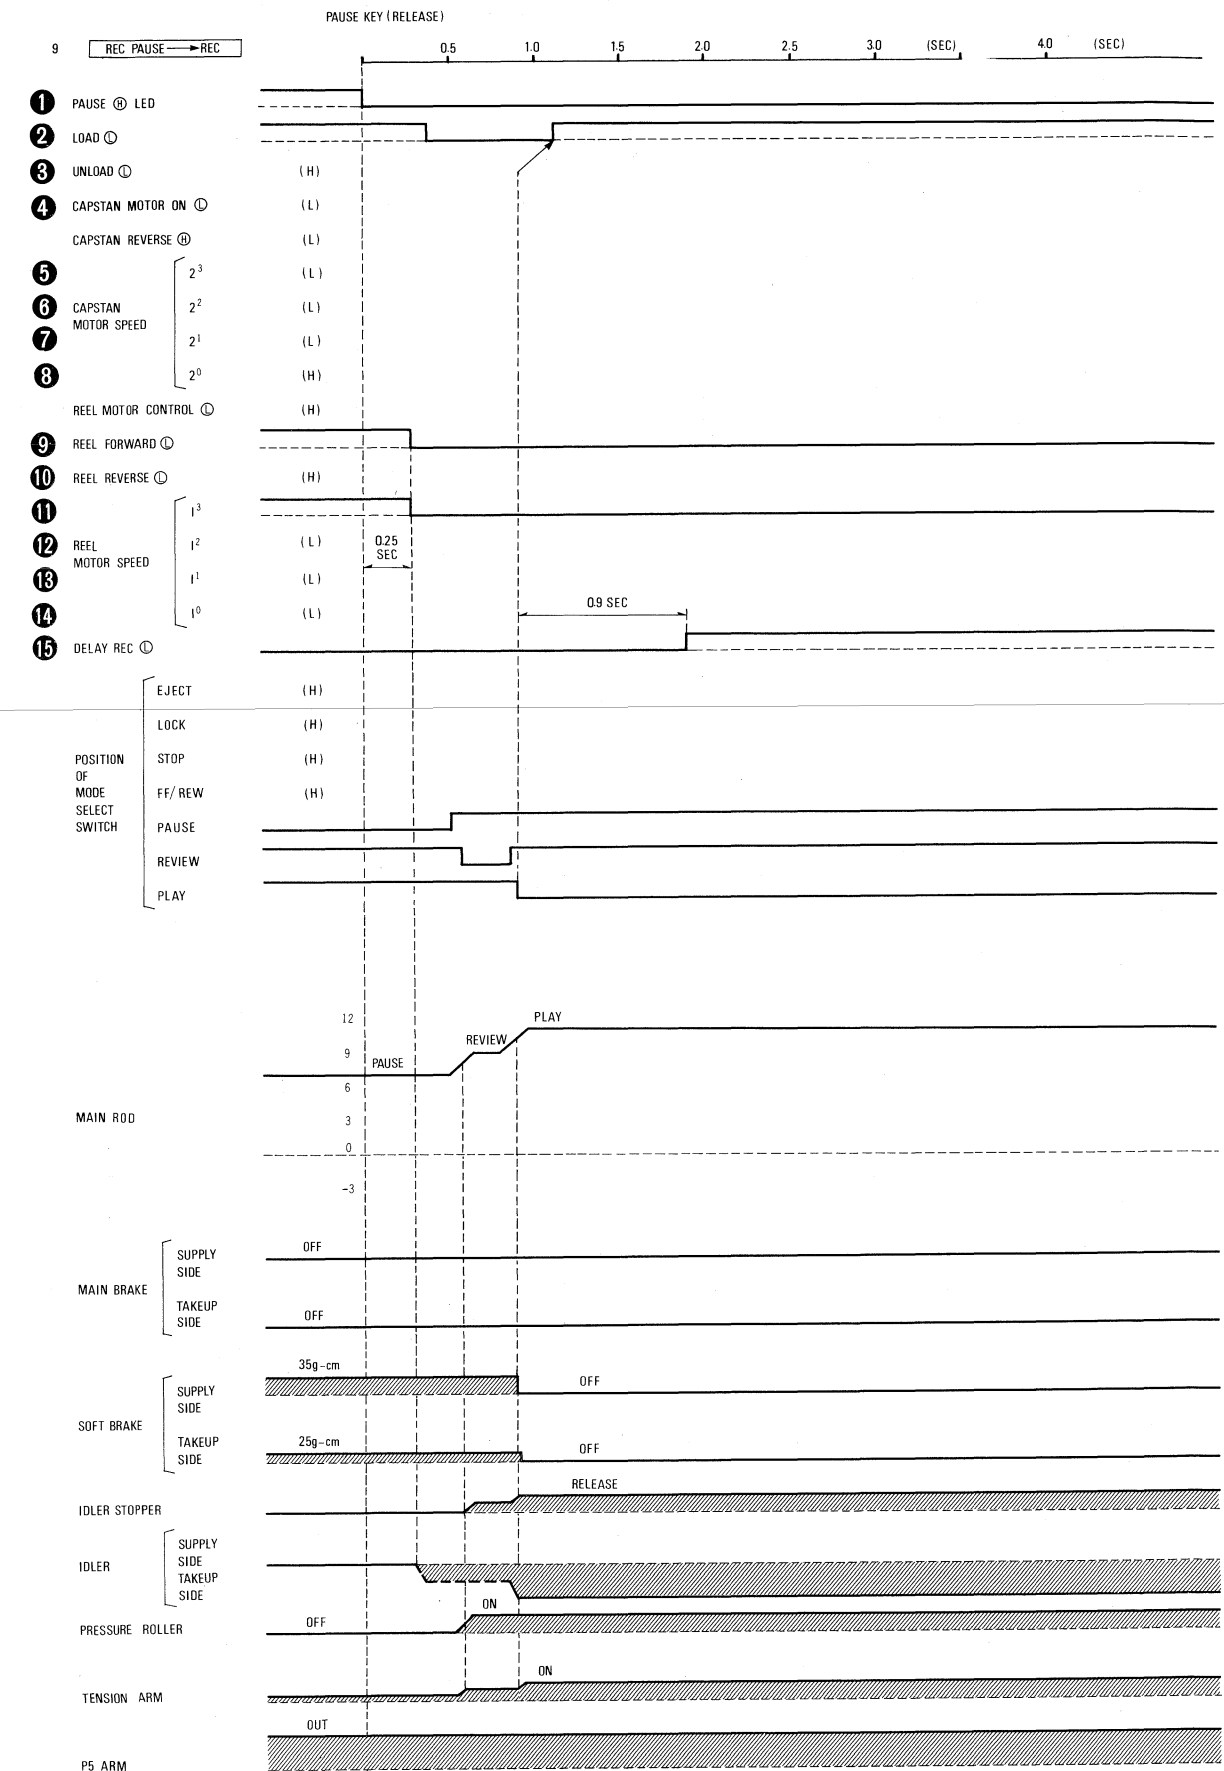 PAUSE KEY (RELEASE)
9 REC PAUSE → REC
0.5 1.0 1.5 2.0 2.5 3.0 (SEC) 4.0 (SEC)
1 PAUSE Ⓗ LED
2 LOAD Ⓛ
3 UNLOAD Ⓛ (H)
4 CAPSTAN MOTOR ON Ⓛ (L)
CAPSTAN REVERSE Ⓗ (L)
5 2³ (L)
6 CAPSTAN 2² (L)
MOTOR SPEED
7 2¹ (L)
8 2⁰ (H)
REEL MOTOR CONTROL Ⓛ (H)
9 REEL FORWARD Ⓛ
10 REEL REVERSE Ⓛ (H)
11 I³
12 REEL I² (L) 0.25
MOTOR SPEED SEC
13 I¹ (L)
14 I⁰ (L) 0.9 SEC
15 DELAY REC Ⓛ
EJECT (H)
LOCK (H)
POSITION STOP (H)
OF
MODE FF/REW (H)
SELECT
SWITCH PAUSE
REVIEW
PLAY
12 PLAY
REVIEW
9 PAUSE
6
MAIN ROD 3
0
-3
OFF
SUPPLY
SIDE
MAIN BRAKE
TAKEUP OFF
SIDE
35g-cm
SUPPLY OFF
SIDE
SOFT BRAKE
TAKEUP 25g-cm OFF
SIDE
RELEASE
IDLER STOPPER
SUPPLY
SIDE
IDLER
TAKEUP
SIDE
ON
PRESSURE ROLLER OFF
ON
TENSION ARM
OUT
P5 ARM